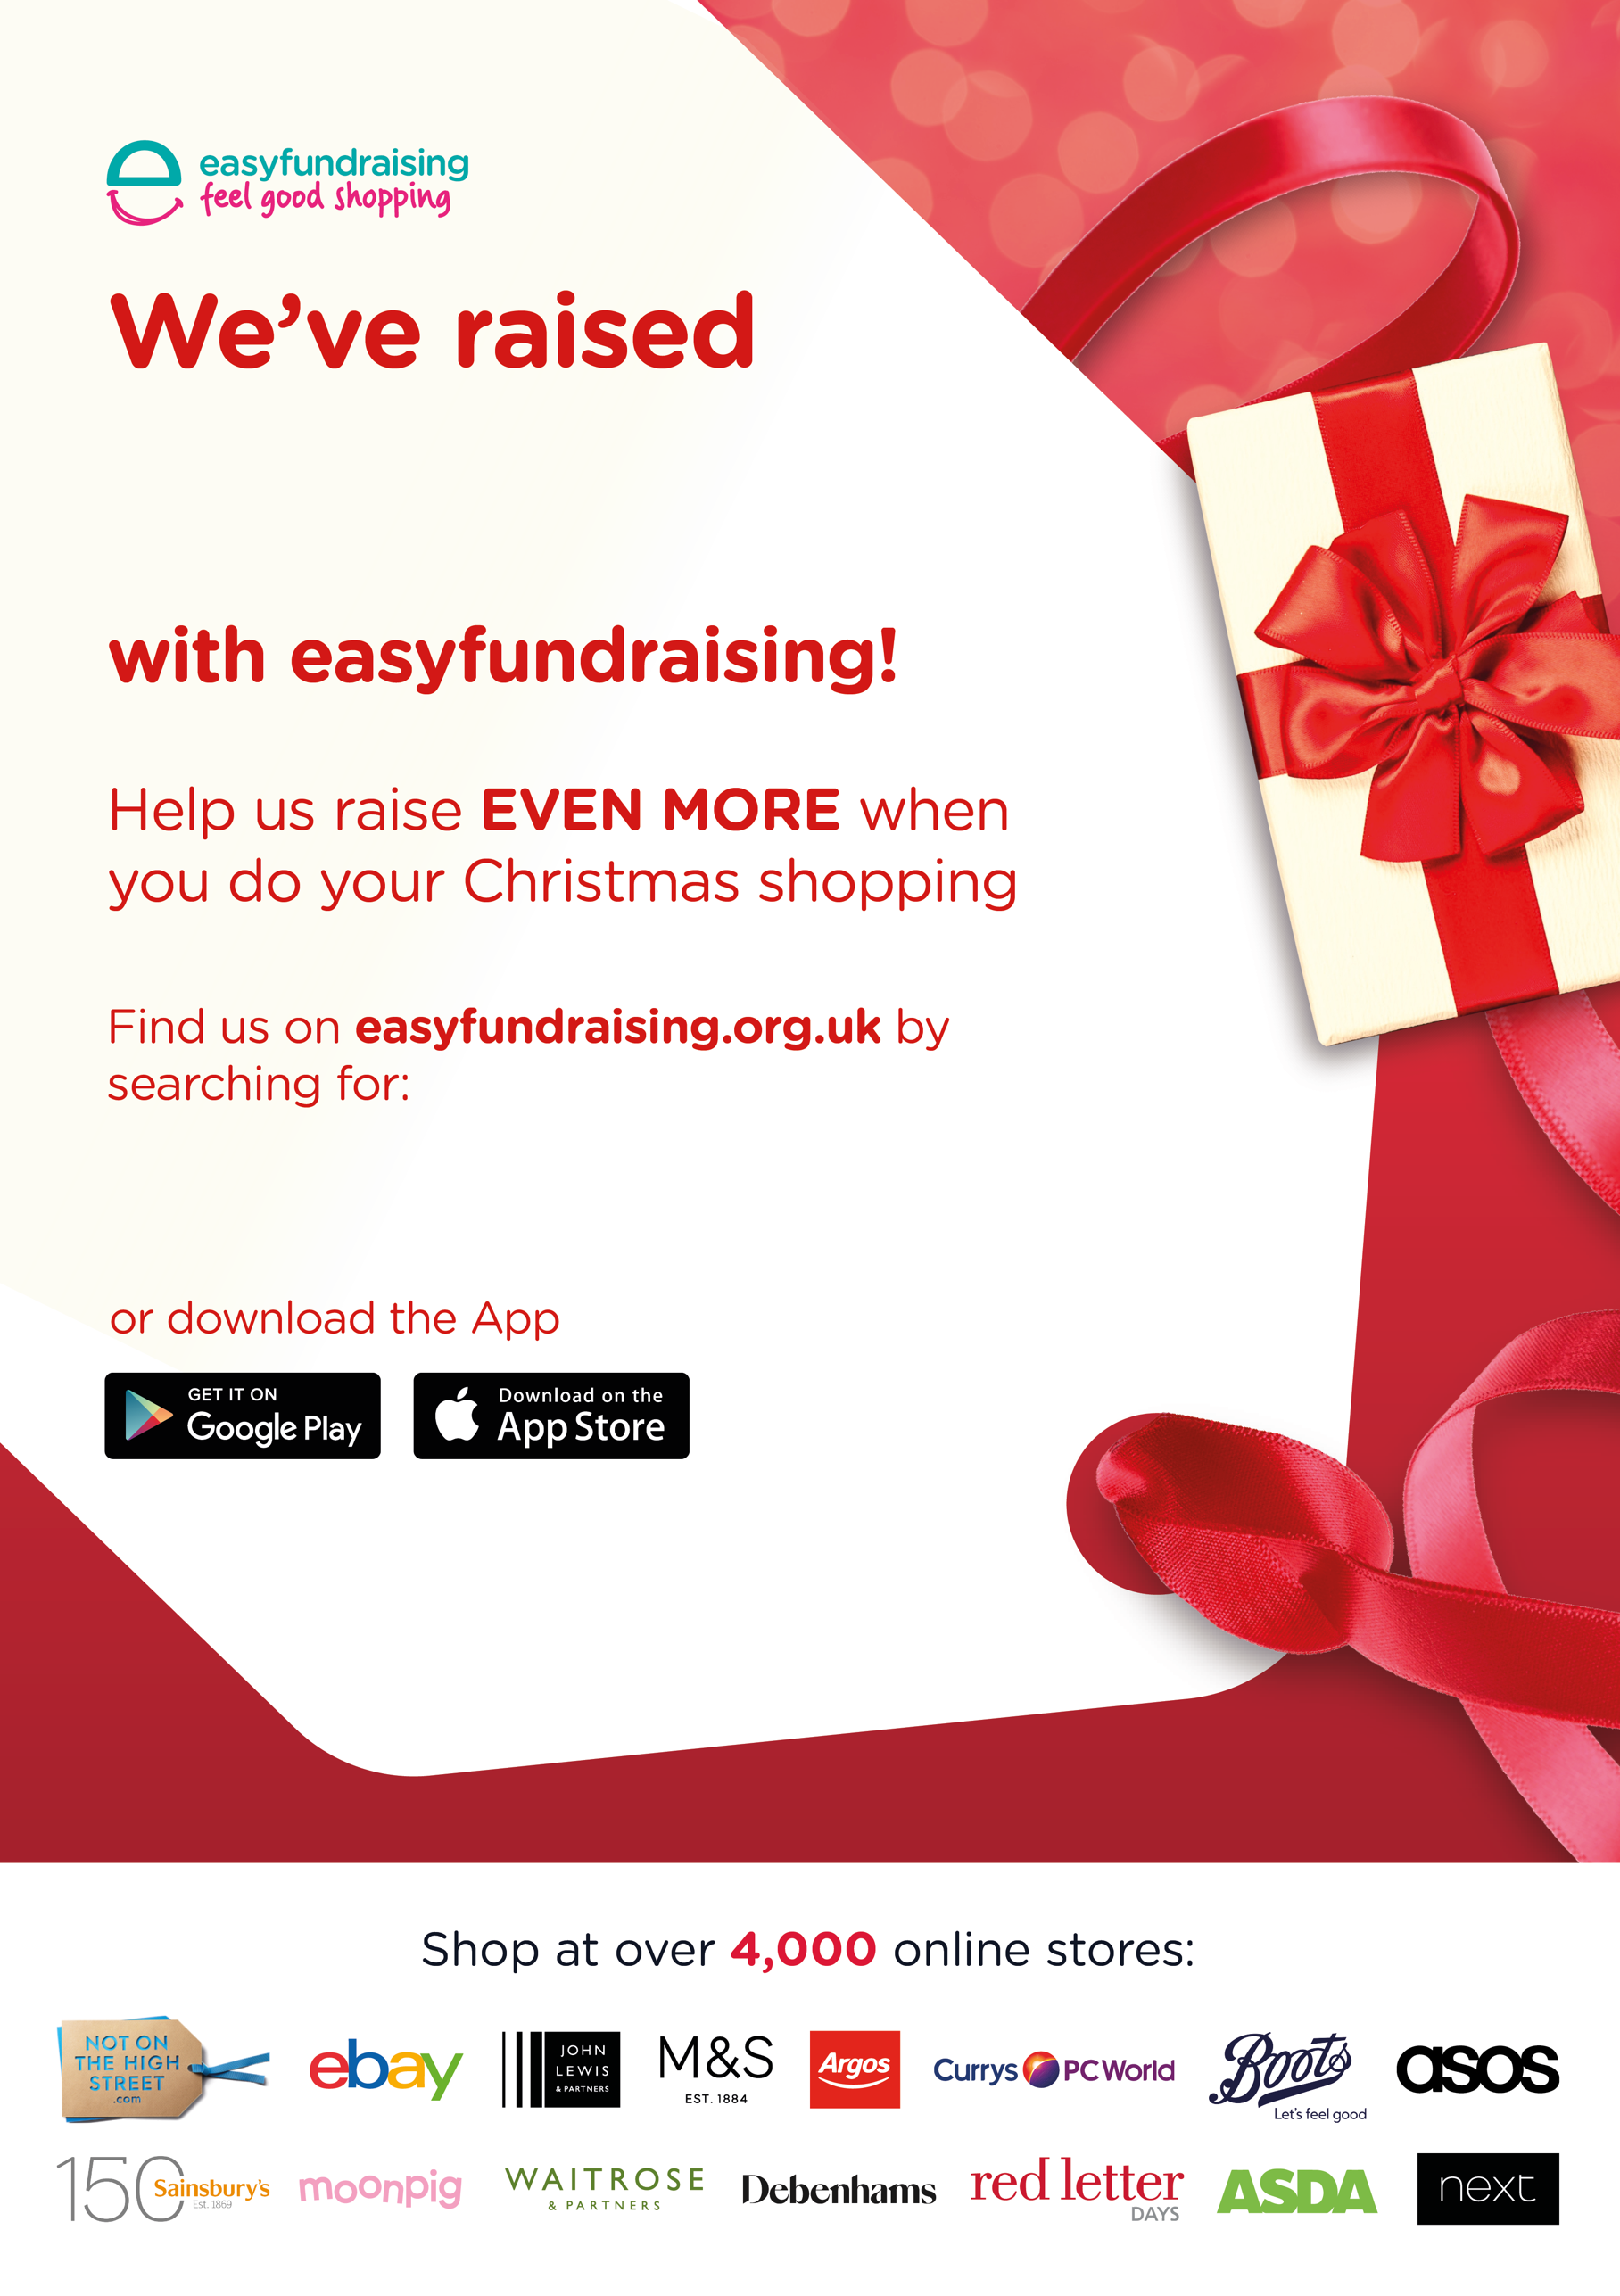 easyfundraising
feel good shopping
We've raised
with easyfundraising!
Help us raise EVEN MORE when
you do your Christmas shopping
Find us on easyfundraising.org.uk by
searching for:
or download the App
GET IT ON
Google Play
Download on the
App Store
Shop at over 4,000 online stores:
NOT ON
THE HIGH
STREET
.com
ebay
JOHN
LEWIS
& PARTNERS
M&S
EST. 1884
Argos
Currys PC World
Boots
Let's feel good
asos
150
Sainsbury's
Est. 1869
moonpig
WAITROSE
& PARTNERS
Debenhams
red letter
DAYS
ASDA
next